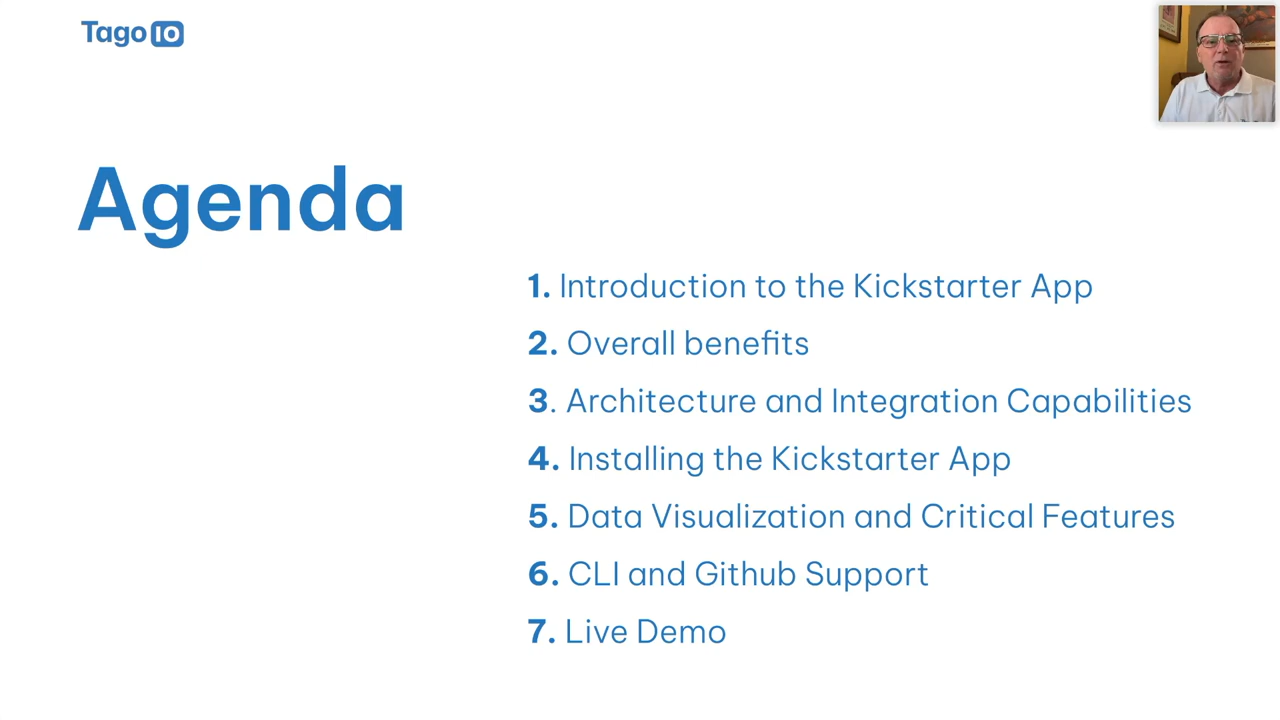 Tago IO
Agenda
1. Introduction to the Kickstarter App
2. Overall benefits
3. Architecture and Integration Capabilities
4. Installing the Kickstarter App
5. Data Visualization and Critical Features
6. CLI and Github Support
7. Live Demo